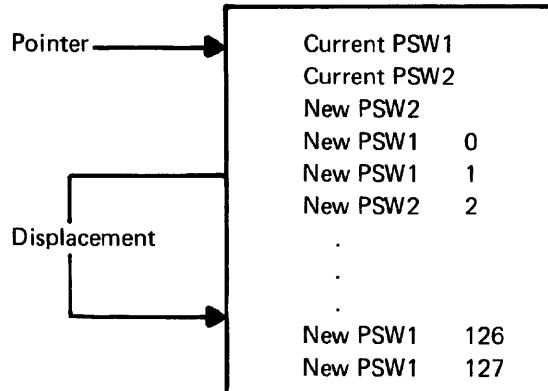 Pointer
Current PSW1
Current PSW2
New PSW2
New PSW1 0
New PSW1 1
New PSW2 2
Displacement
.
.
.
New PSW1 126
New PSW1 127